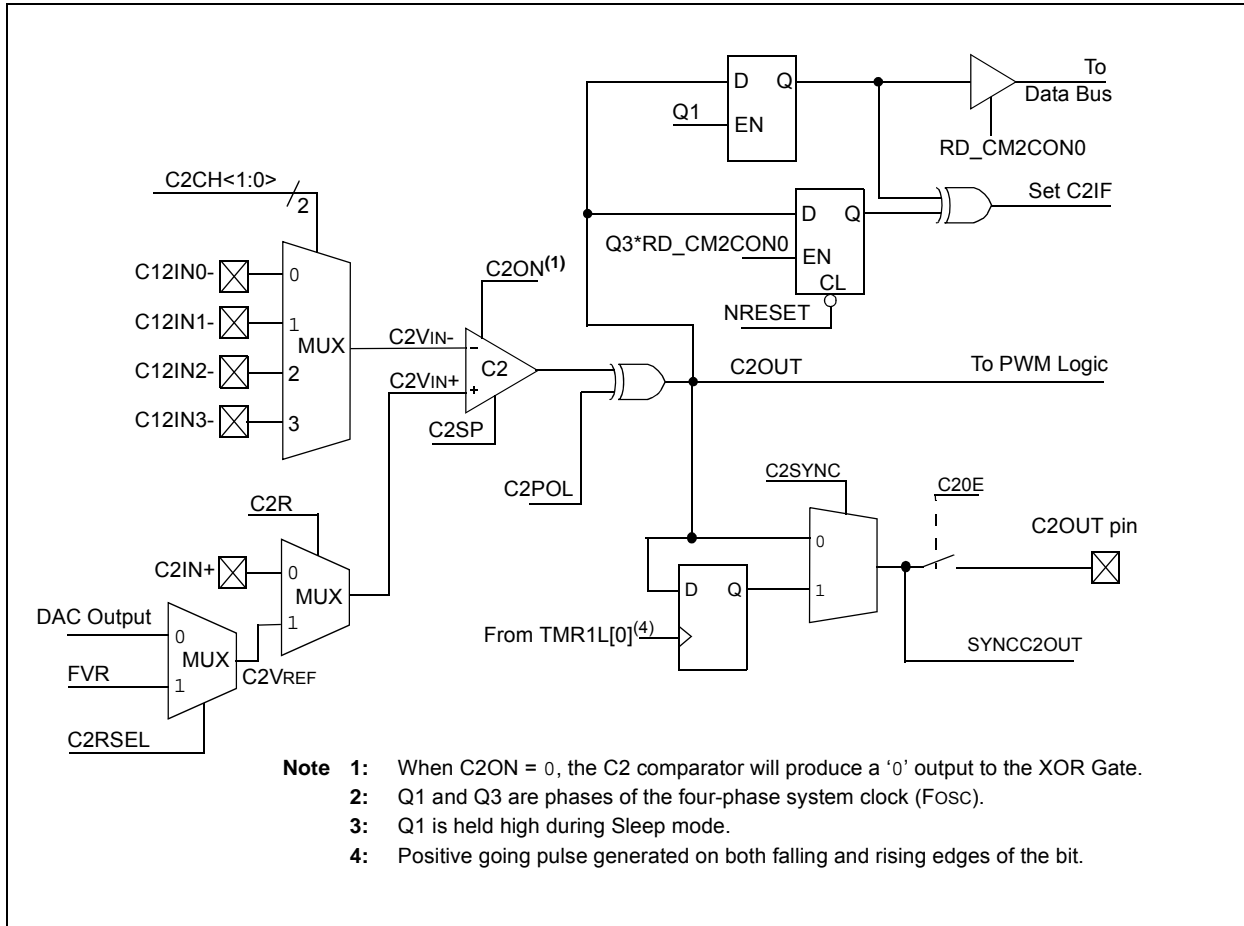 To
D Q
Data Bus
Q1
EN
RD_CM2CON0
C2CH<1:0>
2
Set C2IF
D Q
Q3*RD_CM2CON0
EN
CL
NRESET
C12IN0-
0
C12IN1-
1
MUX
C12IN2-
2
C12IN3-
3
C2ON(1)
C2VIN-
-
C2
C2VIN+
+
C2SP
C2POL
C2OUT
To PWM Logic
C2R
C2IN+
0
MUX
1
DAC Output
0
MUX
FVR
1
C2VREF
C2RSEL
C2SYNC
C20E
C2OUT pin
0
1
D Q
From TMR1L[0](4)
SYNCC2OUT
Note 1: When C2ON = 0, the C2 comparator will produce a ‘0’ output to the XOR Gate.
2: Q1 and Q3 are phases of the four-phase system clock (FOSC).
3: Q1 is held high during Sleep mode.
4: Positive going pulse generated on both falling and rising edges of the bit.